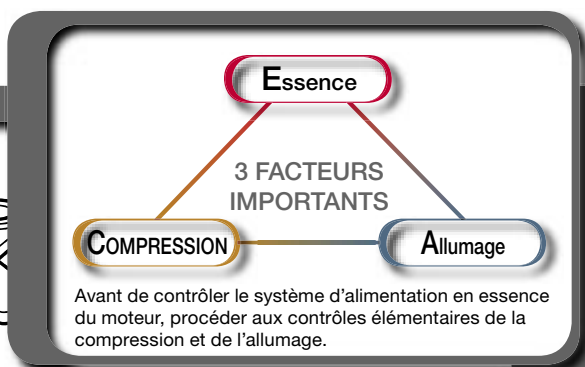 Essence
3 FACTEURS
IMPORTANTS
COMPRESSION
Allumage
Avant de contrôler le système d'alimentation en essence
du moteur, procéder aux contrôles élémentaires de la
compression et de l'allumage.